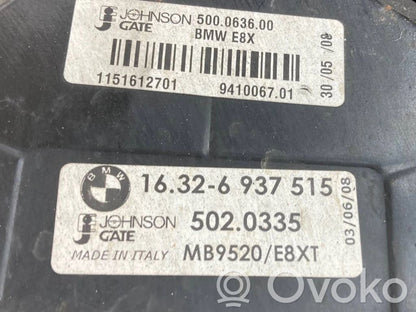 JOHNSON
GATE
500.0636.00
BMW E8X
1151612701
9410067.01
30/05/08
BMW
16.32-6 937 515
JOHNSON
GATE
502.0335
MADE IN ITALY
MB9520/E8XT
03/06/08
Ovoko